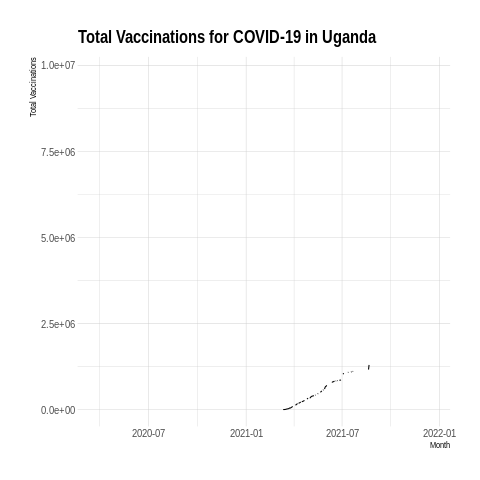 Total Vaccinations for COVID-19 in Uganda
Total Vaccinations
1.0e+07
7.5e+06
5.0e+06
2.5e+06
0.0e+00
2020-07 2021-01 2021-07 2022-01
Month